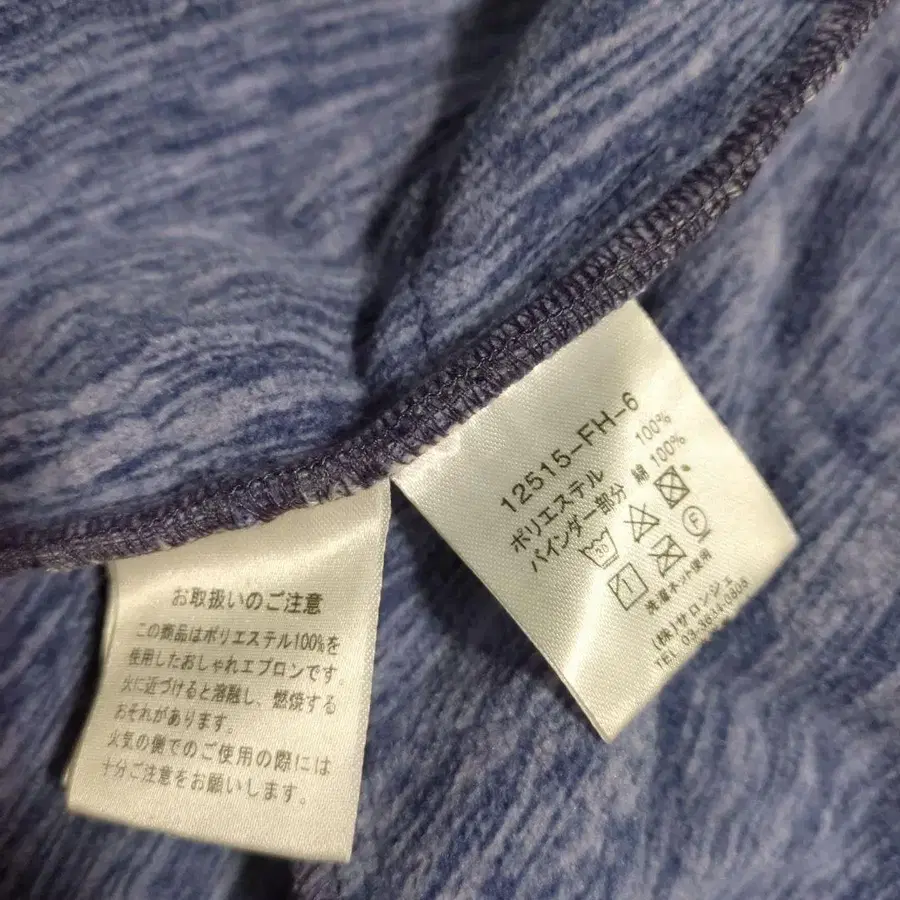 お取扱いのご注意
この商品はポリエステル100%を
使用したおしゃれエプロンです。
火に近づけると溶融し、燃焼する
おそれがあります。
火気の側でのご使用の際には
十分ご注意をお願いします。
12515-FH-6
ポリエステル 100%
バインダー部分 綿 100%
30
F
洗濯ネット使用
(株)サロンジェ
TEL